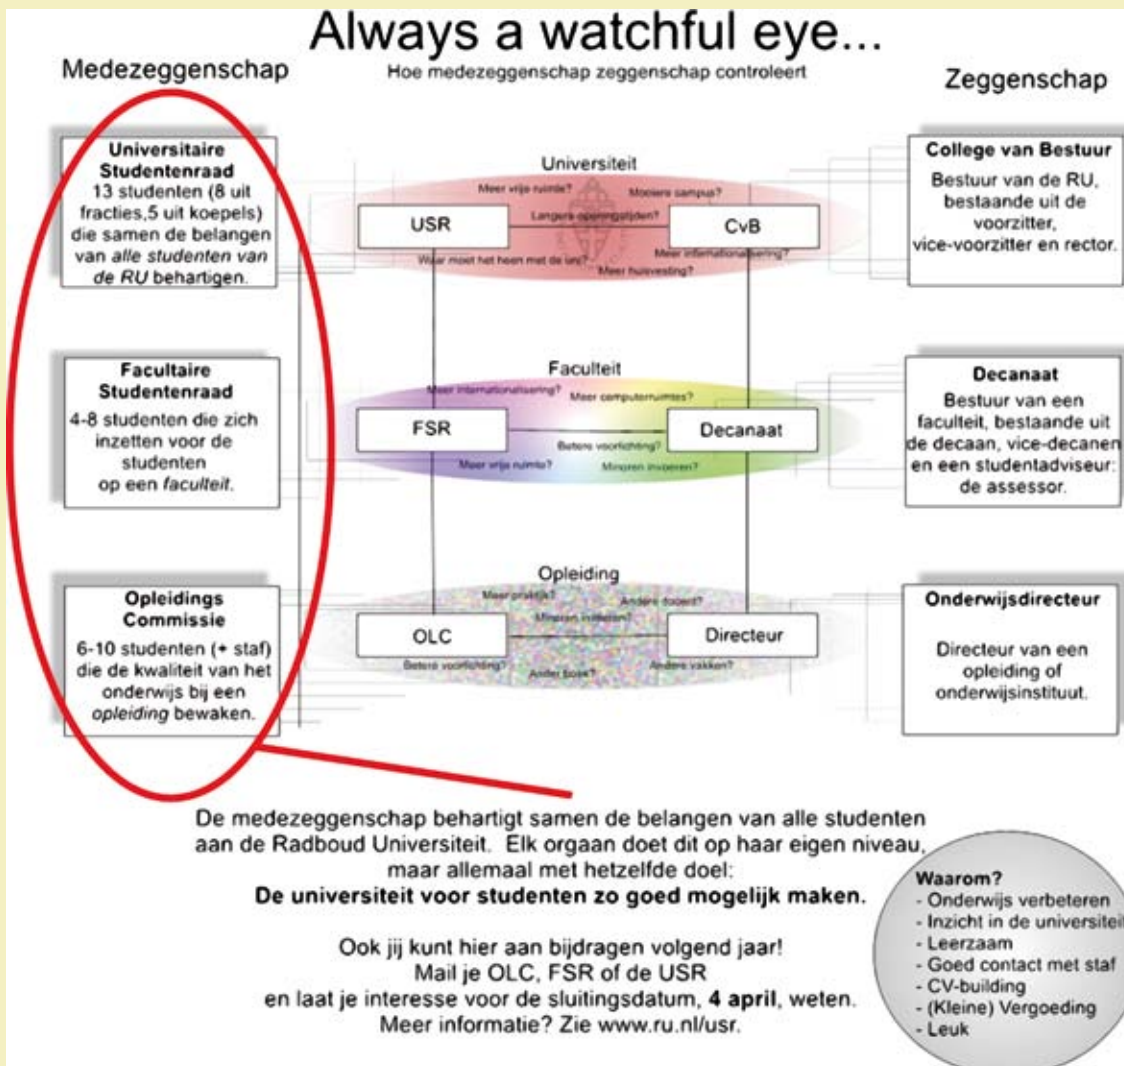 Always a watchful eye...
Hoe medezeggenschap zeggenschap controleert
Medezeggenschap
Zeggenschap
Universitaire
Studentenraad
13 studenten (8 uit
fracties,5 uit koepels)
die samen de belangen
van alle studenten van
de RU behartigen.
Universiteit
Meer vrije ruimte?
Mooiere campus?
USR
Langere openingstijden?
CvB
Waar moet het heen met de uni?
Meer internationalisering?
Meer huisvesting?
College van Bestuur
Bestuur van de RU,
bestaande uit de
voorzitter,
vice-voorzitter en rector.
Facultaire
Studentenraad
4-8 studenten die zich
inzetten voor de
studenten
op een faculteit.
Faculteit
Meer internationalisering?
Meer computerruimtes?
FSR
Decanaat
Betere voorlichting?
Meer vrije ruimte?
Minoren invoeren?
Decanaat
Bestuur van een
faculteit, bestaande uit
de decaan, vice-decanen
en een studentadviseur:
de assessor.
Opleidings
Commissie
6-10 studenten (+ staf)
die de kwaliteit van het
onderwijs bij een
opleiding bewaken.
Opleiding
Meer praktijk?
Andere docent?
Minoren
OLC
Directeur
Betere voorlichting?
Andere vakken?
Ander boek?
Onderwijsdirecteur
Directeur van een
opleiding of
onderwijsinstituut.
De medezeggenschap behartigt samen de belangen van alle studenten
aan de Radboud Universiteit. Elk orgaan doet dit op haar eigen niveau,
maar allemaal met hetzelfde doel:
De universiteit voor studenten zo goed mogelijk maken.
Ook jij kunt hier aan bijdragen volgend jaar!
Mail je OLC, FSR of de USR
en laat je interesse voor de sluitingsdatum, 4 april, weten.
Meer informatie? Zie www.ru.nl/usr.
Waarom?
- Onderwijs verbeteren
- Inzicht in de universiteit
- Leerzaam
- Goed contact met staf
- CV-building
- (Kleine) Vergoeding
- Leuk